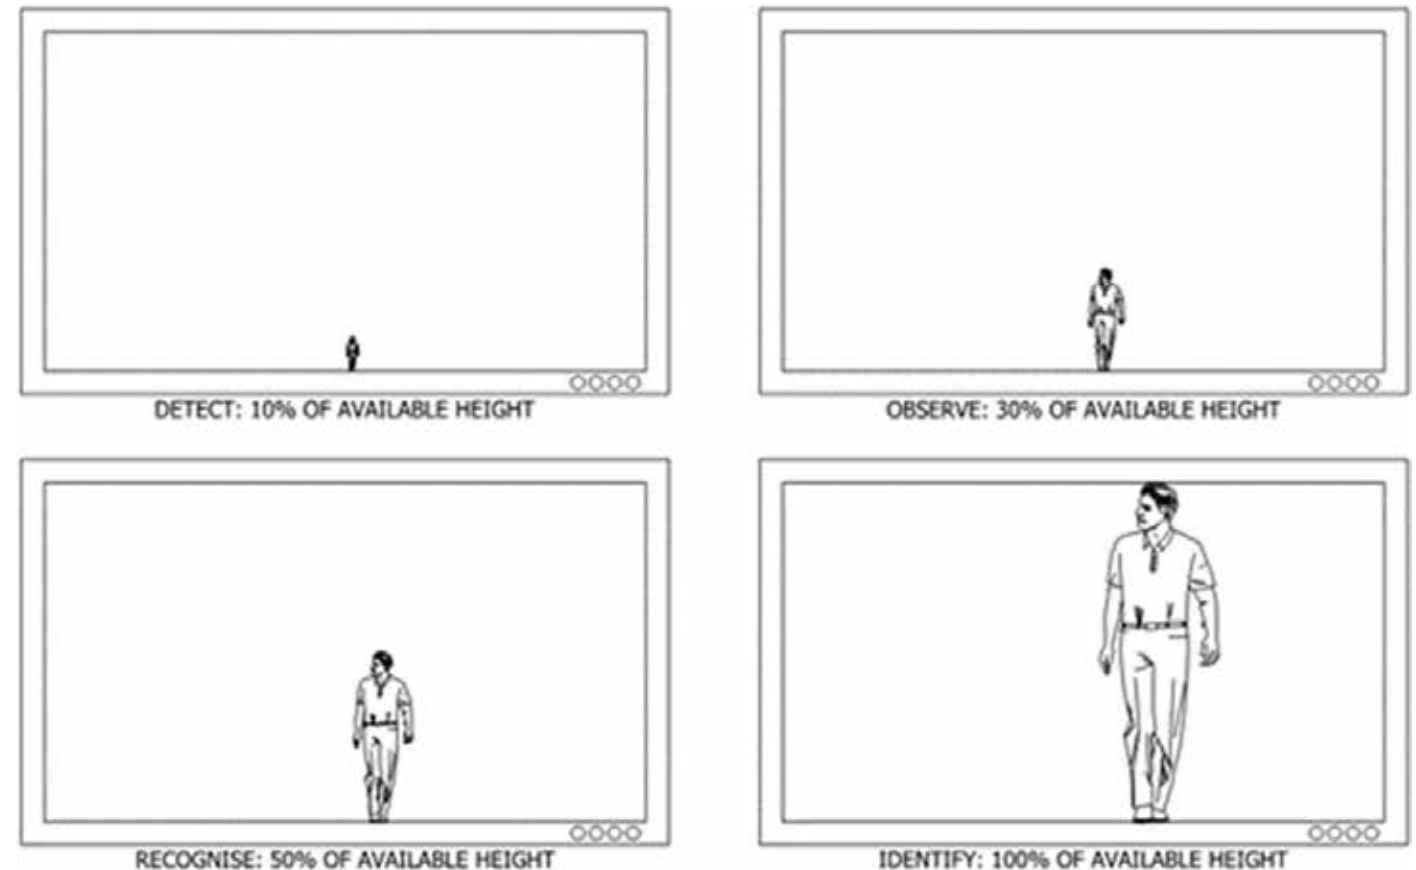 DETECT: 10% OF AVAILABLE HEIGHT
OBSERVE: 30% OF AVAILABLE HEIGHT
RECOGNISE: 50% OF AVAILABLE HEIGHT
IDENTIFY: 100% OF AVAILABLE HEIGHT